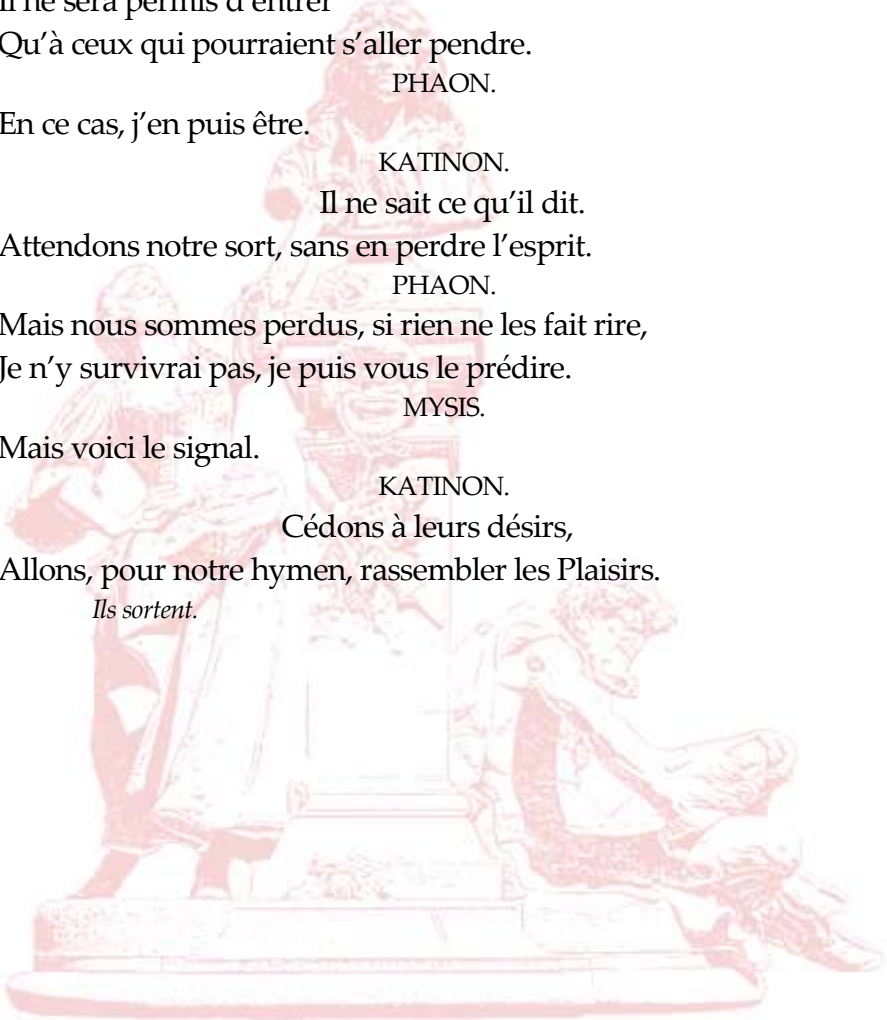 Il ne sera permis d'entrer
Qu'à ceux qui pourraient s'aller pendre.
PHAON.
En ce cas, j'en puis être.
KATINON.
Il ne sait ce qu'il dit.
Attendons notre sort, sans en perdre l'esprit.
PHAON.
Mais nous sommes perdus, si rien ne les fait rire,
Je n'y survivrai pas, je puis vous le prédire.
MYSIS.
Mais voici le signal.
KATINON.
Cédons à leurs désirs,
Allons, pour notre hymen, rassembler les Plaisirs.
Ils sortent.